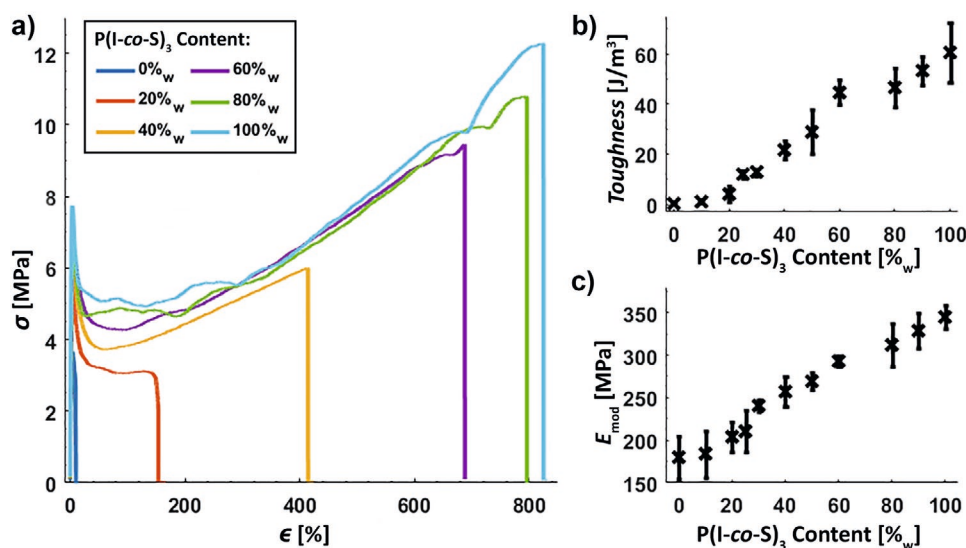 a)
P(I-co-S)3 Content:
0%w 60%w
20%w 80%w
40%w 100%w
12
10
8
6
4
2
0
σ [MPa]
0 200 400 600 800
ϵ [%]
b)
Toughness [J/m³]
60
40
20
0
0 20 40 60 80 100
P(I-co-S)3 Content [%w]
c)
Emod [MPa]
350
300
250
200
150
0 20 40 60 80 100
P(I-co-S)3 Content [%w]